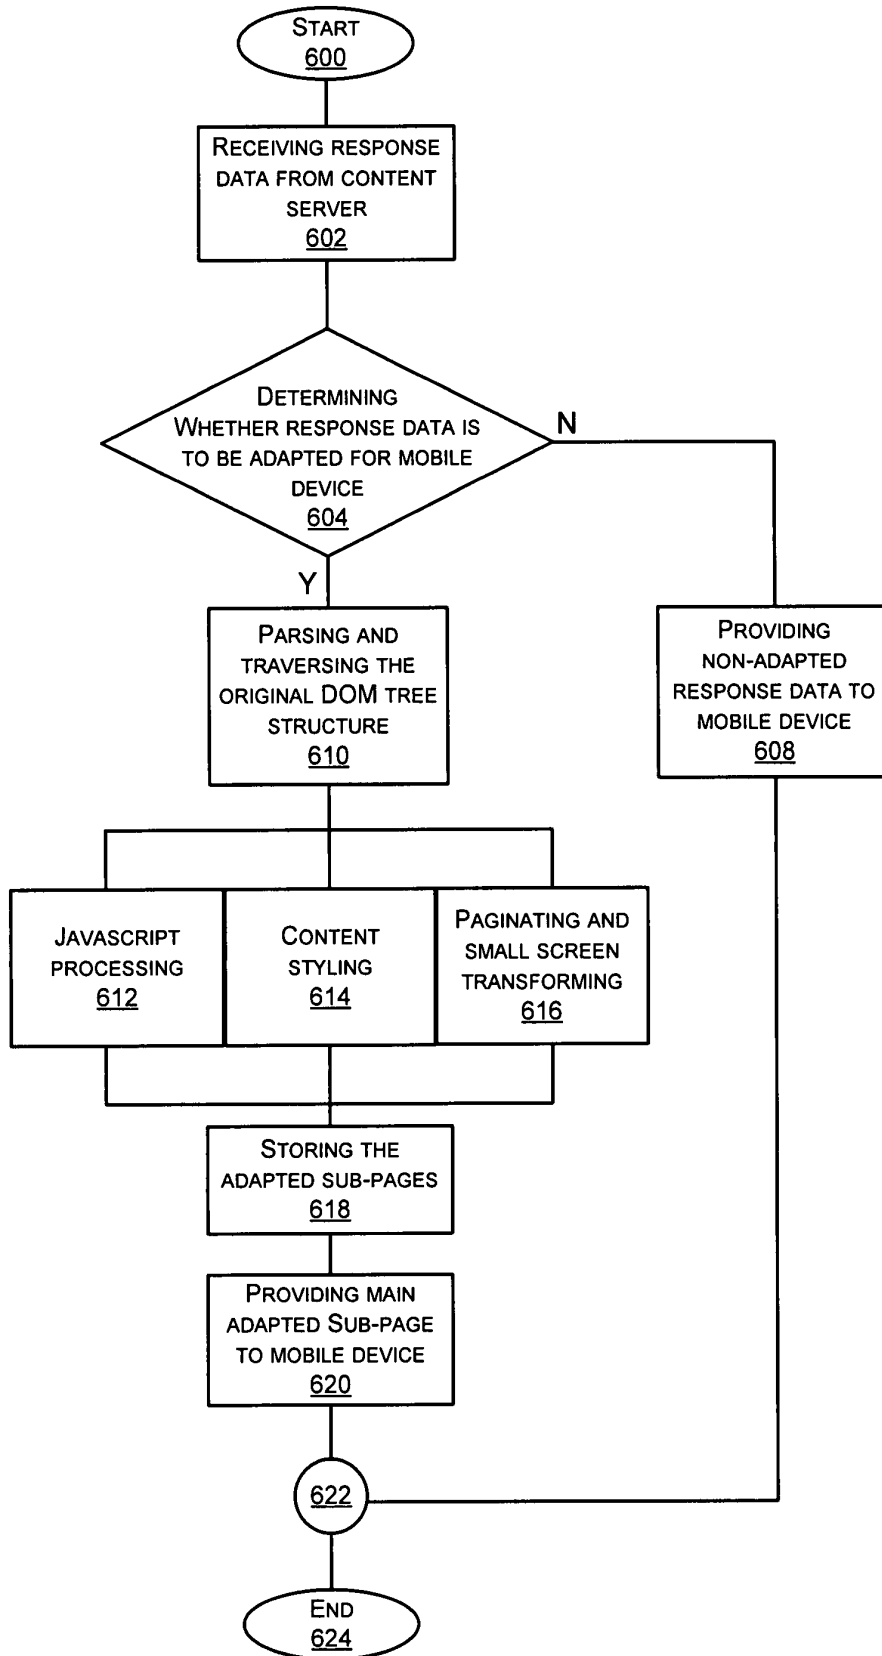 START
600
RECEIVING RESPONSE
DATA FROM CONTENT
SERVER
602
DETERMINING
WHETHER RESPONSE DATA IS
TO BE ADAPTED FOR MOBILE
DEVICE
604
N
Y
PARSING AND
TRAVERSING THE
ORIGINAL DOM TREE
STRUCTURE
610
PROVIDING
NON-ADAPTED
RESPONSE DATA TO
MOBILE DEVICE
608
JAVASCRIPT
PROCESSING
612
CONTENT
STYLING
614
PAGINATING AND
SMALL SCREEN
TRANSFORMING
616
STORING THE
ADAPTED SUB-PAGES
618
PROVIDING MAIN
ADAPTED SUB-PAGE
TO MOBILE DEVICE
620
622
END
624